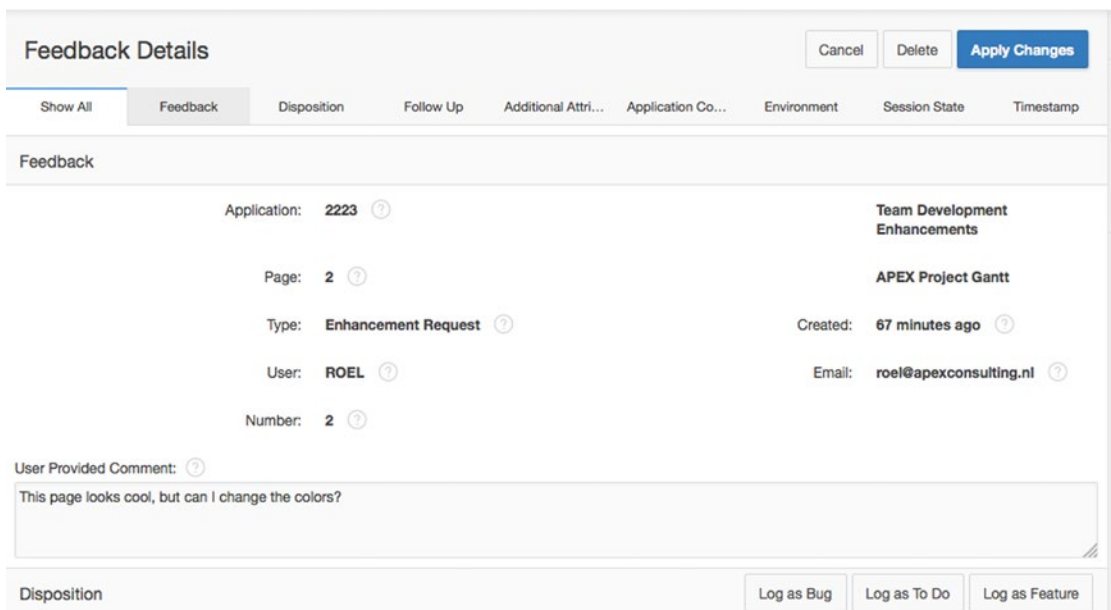 Feedback Details
Cancel
Delete
Apply Changes
Show All
Feedback
Disposition
Follow Up
Additional Attri...
Application Co...
Environment
Session State
Timestamp
Feedback
Application: 2223 ?
Team Development
Enhancements
Page: 2 ?
APEX Project Gantt
Type: Enhancement Request ?
Created: 67 minutes ago ?
User: ROEL ?
Email: roel@apexconsulting.nl ?
Number: 2 ?
User Provided Comment: ?
This page looks cool, but can I change the colors?
Disposition
Log as Bug
Log as To Do
Log as Feature